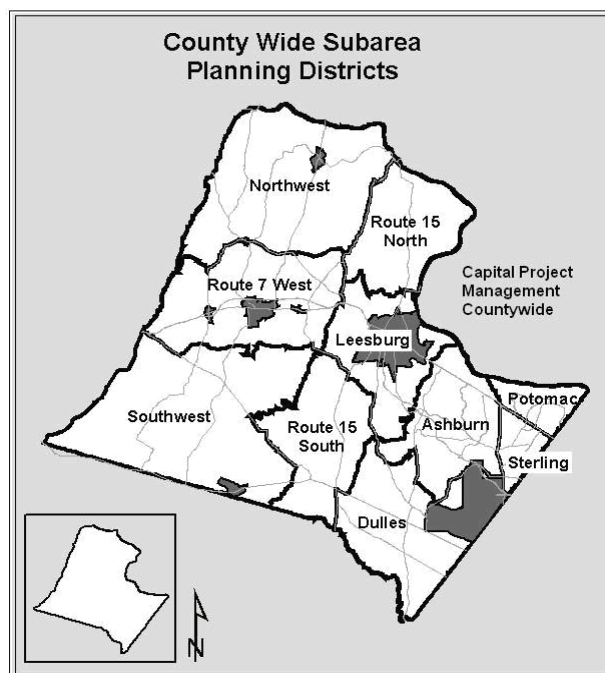 County Wide Subarea
Planning Districts
Northwest
Route 15
North
Capital Project
Management
Countywide
Route 7 West
Leesburg
Potomac
Southwest
Route 15
South
Ashburn
Sterling
Dulles
N